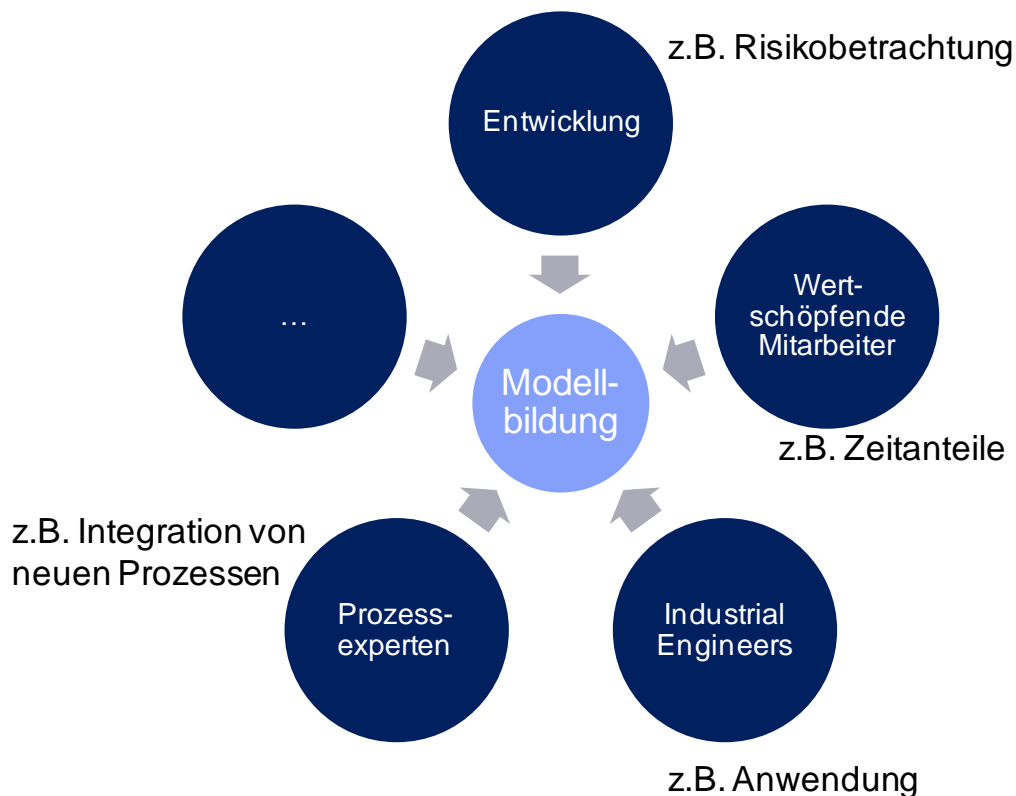 z.B. Risikobetrachtung
Entwicklung
Wert-
schöpfende
Mitarbeiter
z.B. Zeitanteile
…
Modell-
bildung
z.B. Integration von
neuen Prozessen
Prozess-
experten
Industrial
Engineers
z.B. Anwendung